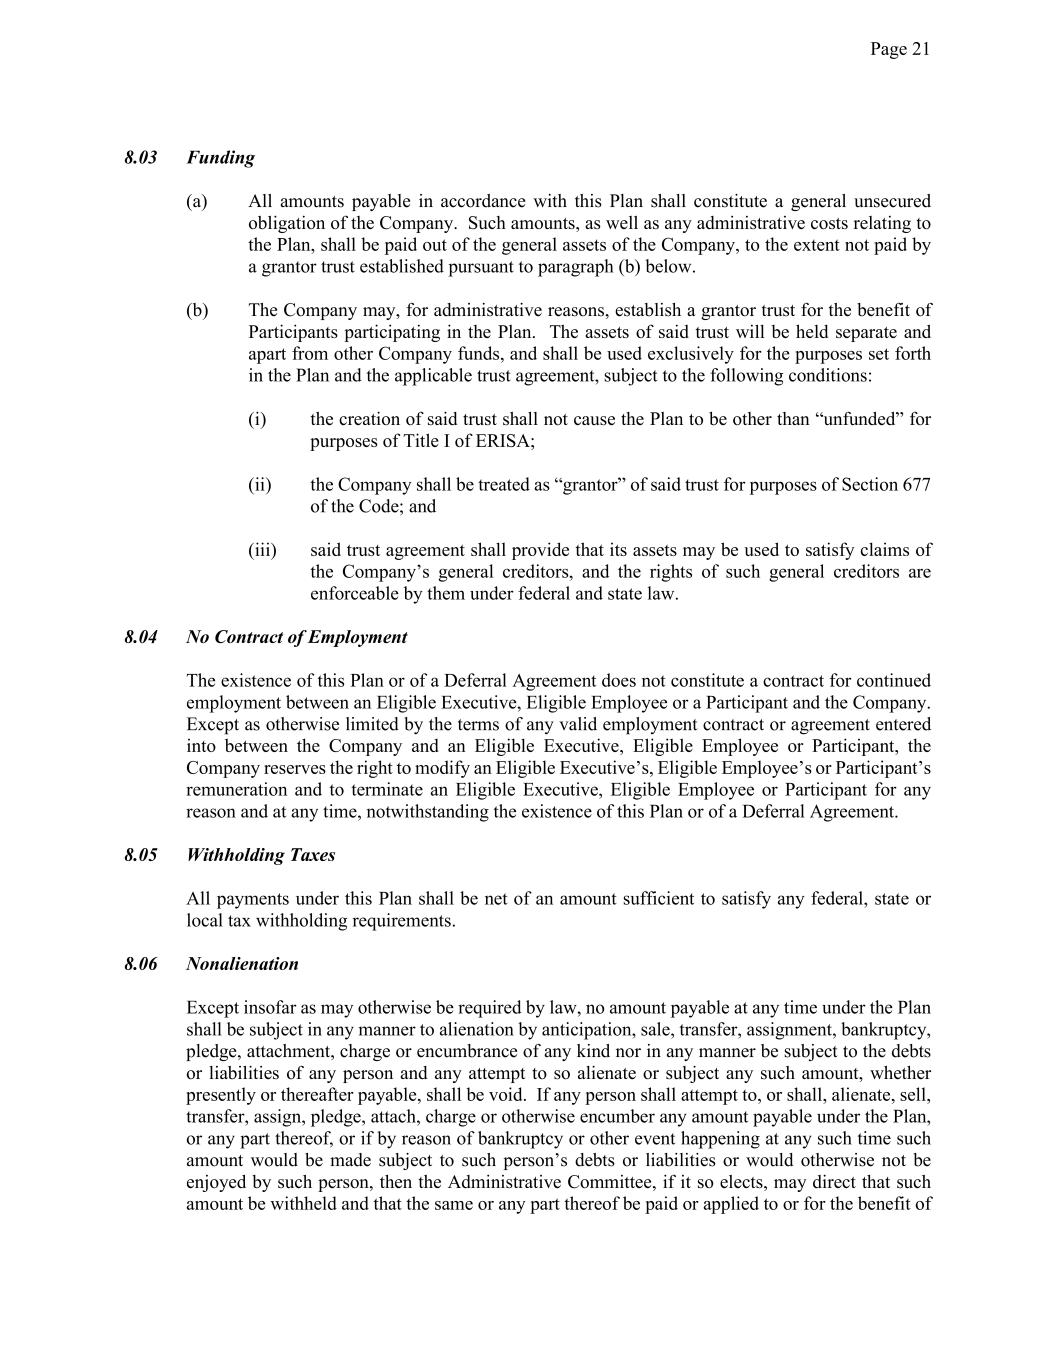 Page 21
8.03 Funding
(a) All amounts payable in accordance with this Plan shall constitute a general unsecured
obligation of the Company. Such amounts, as well as any administrative costs relating to
the Plan, shall be paid out of the general assets of the Company, to the extent not paid by
a grantor trust established pursuant to paragraph (b) below.
(b) The Company may, for administrative reasons, establish a grantor trust for the benefit of
Participants participating in the Plan. The assets of said trust will be held separate and
apart from other Company funds, and shall be used exclusively for the purposes set forth
in the Plan and the applicable trust agreement, subject to the following conditions:
(i) the creation of said trust shall not cause the Plan to be other than “unfunded” for
purposes of Title I of ERISA;
(ii) the Company shall be treated as “grantor” of said trust for purposes of Section 677
of the Code; and
(iii) said trust agreement shall provide that its assets may be used to satisfy claims of
the Company’s general creditors, and the rights of such general creditors are
enforceable by them under federal and state law.
8.04 No Contract of Employment
The existence of this Plan or of a Deferral Agreement does not constitute a contract for continued
employment between an Eligible Executive, Eligible Employee or a Participant and the Company.
Except as otherwise limited by the terms of any valid employment contract or agreement entered
into between the Company and an Eligible Executive, Eligible Employee or Participant, the
Company reserves the right to modify an Eligible Executive’s, Eligible Employee’s or Participant’s
remuneration and to terminate an Eligible Executive, Eligible Employee or Participant for any
reason and at any time, notwithstanding the existence of this Plan or of a Deferral Agreement.
8.05 Withholding Taxes
All payments under this Plan shall be net of an amount sufficient to satisfy any federal, state or
local tax withholding requirements.
8.06 Nonalienation
Except insofar as may otherwise be required by law, no amount payable at any time under the Plan
shall be subject in any manner to alienation by anticipation, sale, transfer, assignment, bankruptcy,
pledge, attachment, charge or encumbrance of any kind nor in any manner be subject to the debts
or liabilities of any person and any attempt to so alienate or subject any such amount, whether
presently or thereafter payable, shall be void. If any person shall attempt to, or shall, alienate, sell,
transfer, assign, pledge, attach, charge or otherwise encumber any amount payable under the Plan,
or any part thereof, or if by reason of bankruptcy or other event happening at any such time such
amount would be made subject to such person’s debts or liabilities or would otherwise not be
enjoyed by such person, then the Administrative Committee, if it so elects, may direct that such
amount be withheld and that the same or any part thereof be paid or applied to or for the benefit of